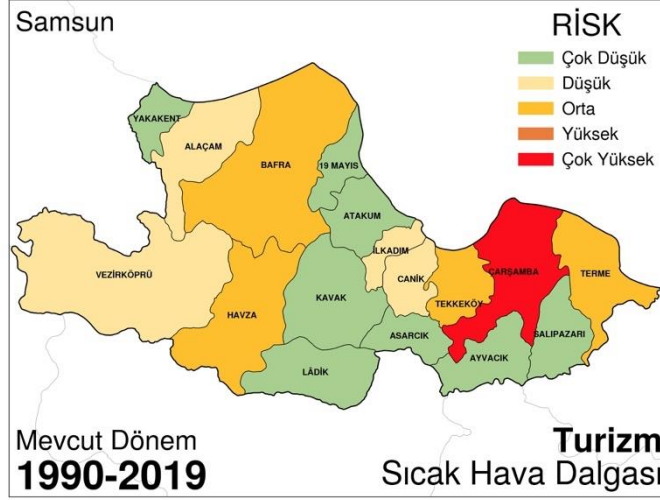 Samsun
RİSK
Çok Düşük
Düşük
Orta
Yüksek
Çok Yüksek
YAKAKENT
ALAÇAM
BAFRA
19 MAYIS
ATAKUM
İLKADIM
CANİK
VEZİRKÖPRÜ
HAVZA
KAVAK
TEKKEKÖY
ÇARŞAMBA
TERME
ASARCIK
SALIPAZARI
AYVACIK
LÂDİK
Mevcut Dönem
1990-2019
Turizm
Sıcak Hava Dalgası